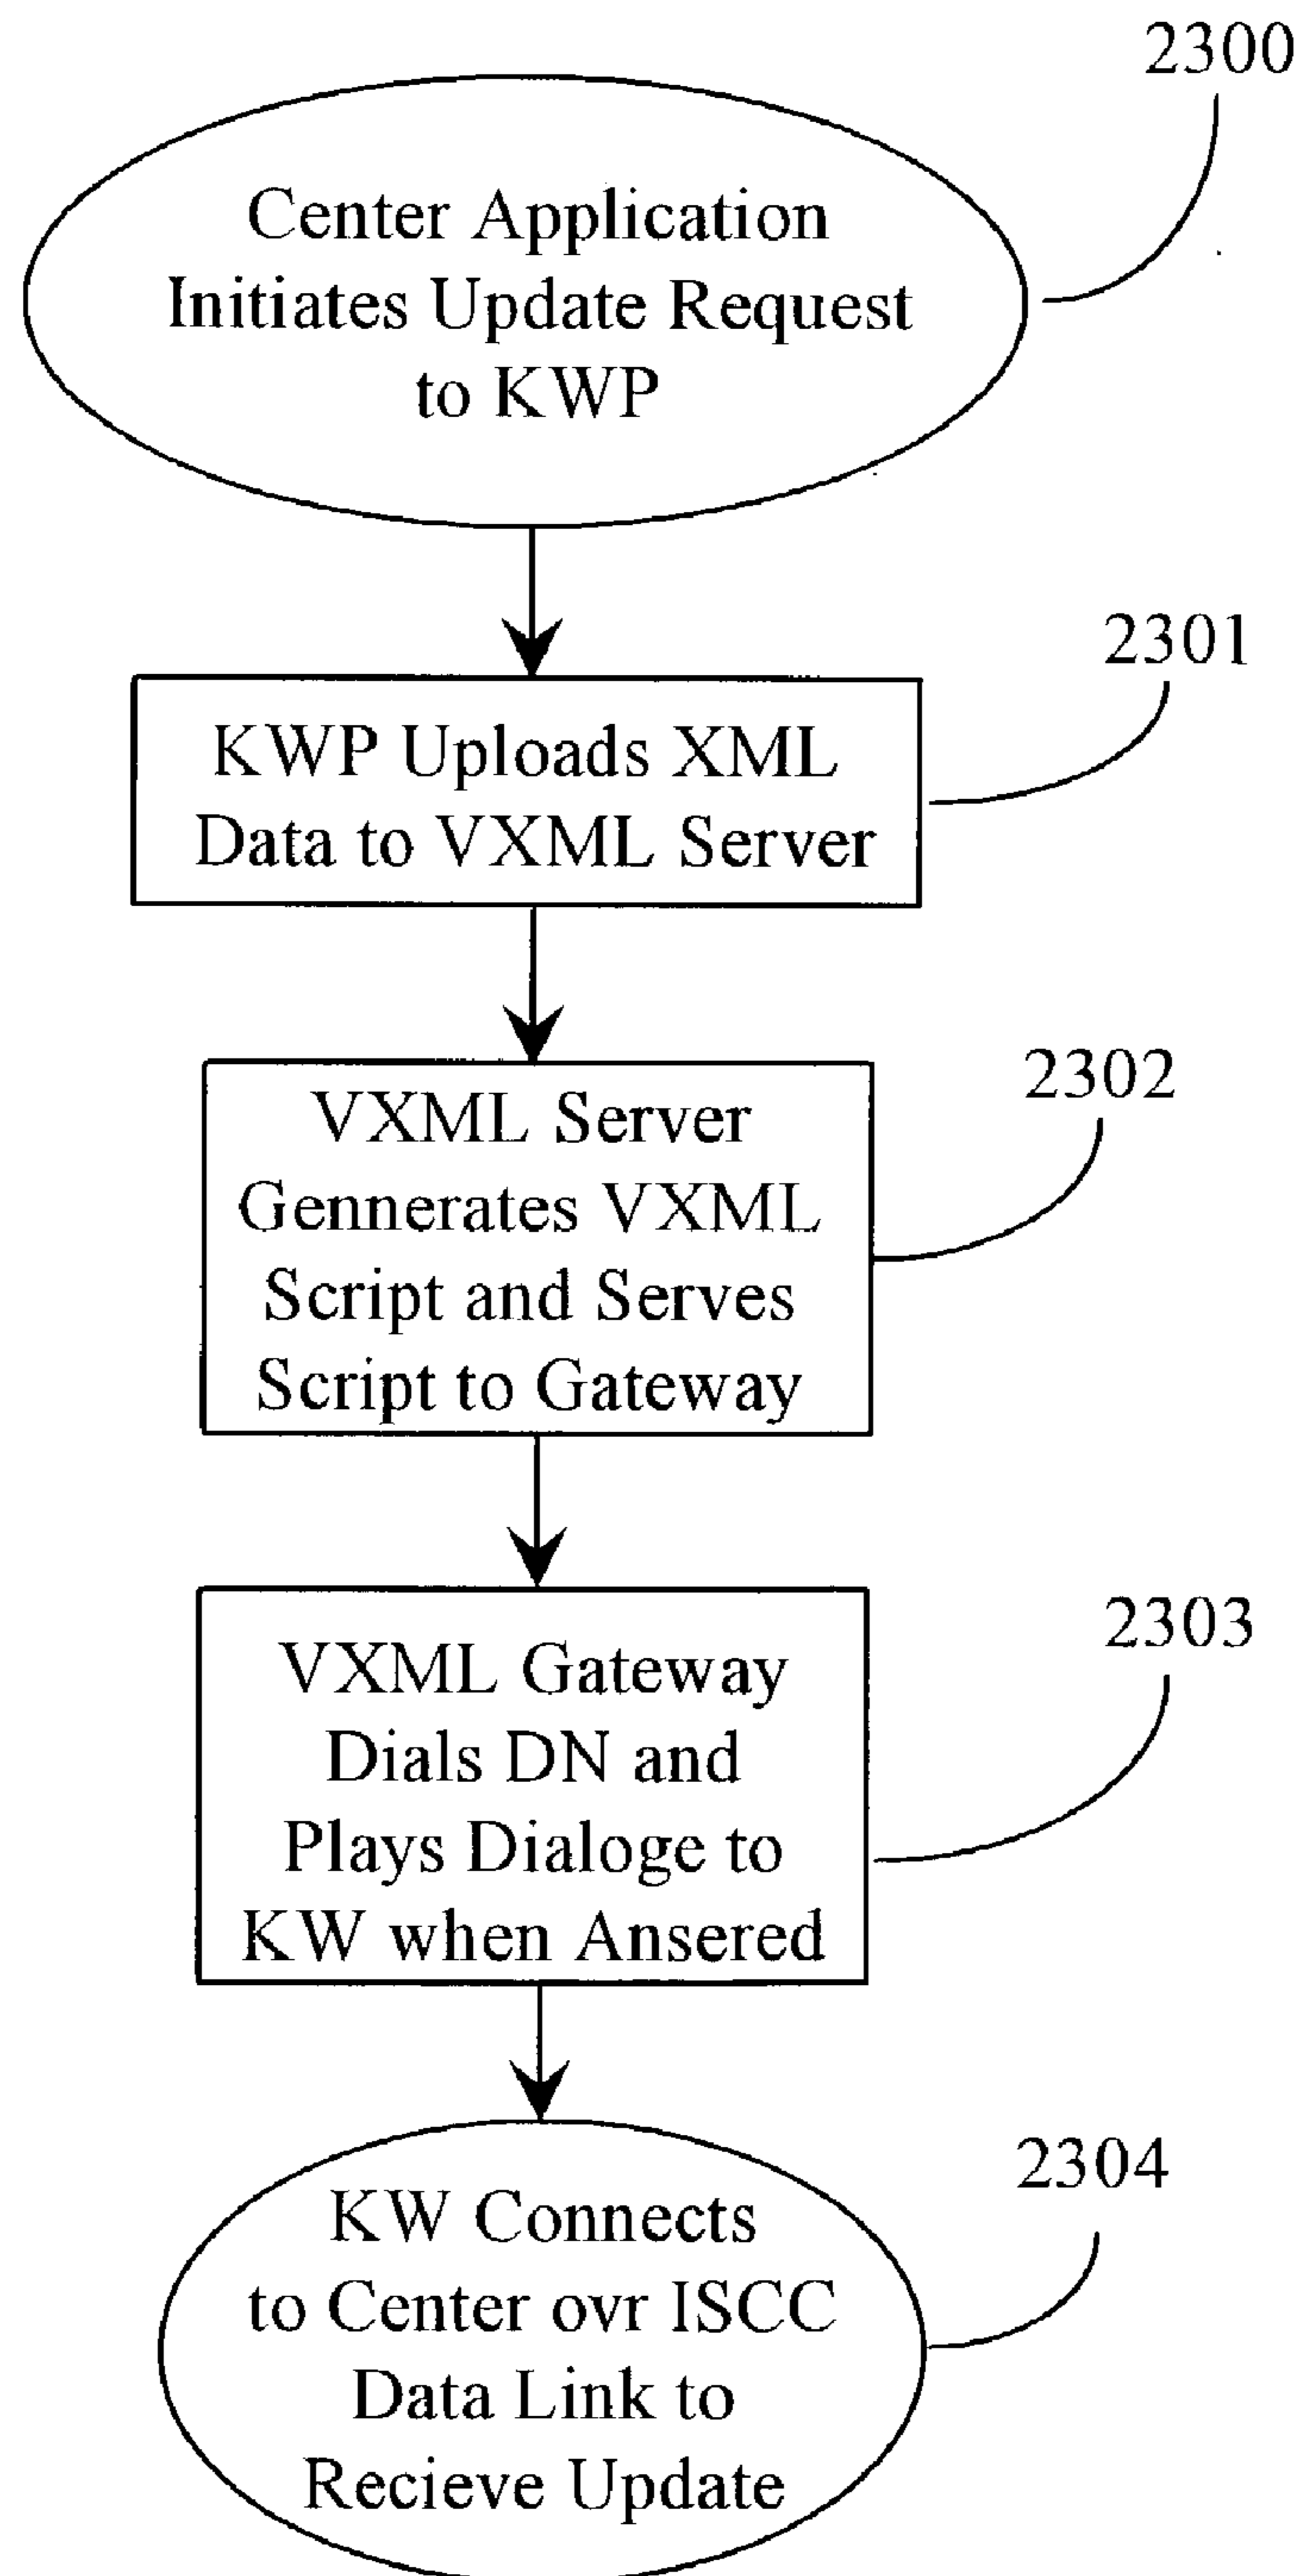 2300
Center Application
Initiates Update Request
to KWP
2301
KWP Uploads XML
Data to VXML Server
2302
VXML Server
Gennerates VXML
Script and Serves
Script to Gateway
2303
VXML Gateway
Dials DN and
Plays Dialoge to
KW when Ansered
2304
KW Connects
to Center ovr ISCC
Data Link to
Recieve Update